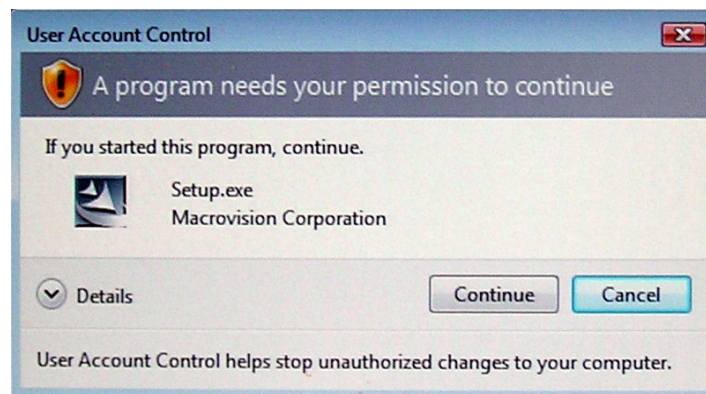 User Account Control
A program needs your permission to continue
If you started this program, continue.
Setup.exe
Macrovision Corporation
Details
Continue
Cancel
User Account Control helps stop unauthorized changes to your computer.